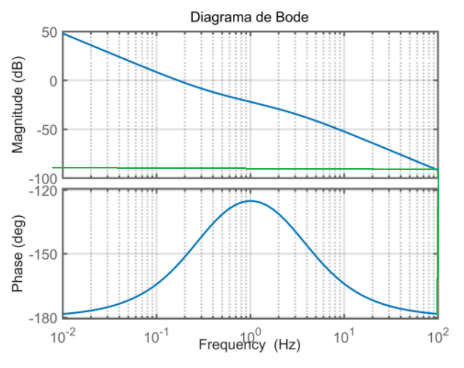 Diagrama de Bode
Magnitude (dB)
50
0
-50
-100
Phase (deg)
-120
-150
-180
10^-2 10^-1 10^0 10^1 10^2
Frequency (Hz)